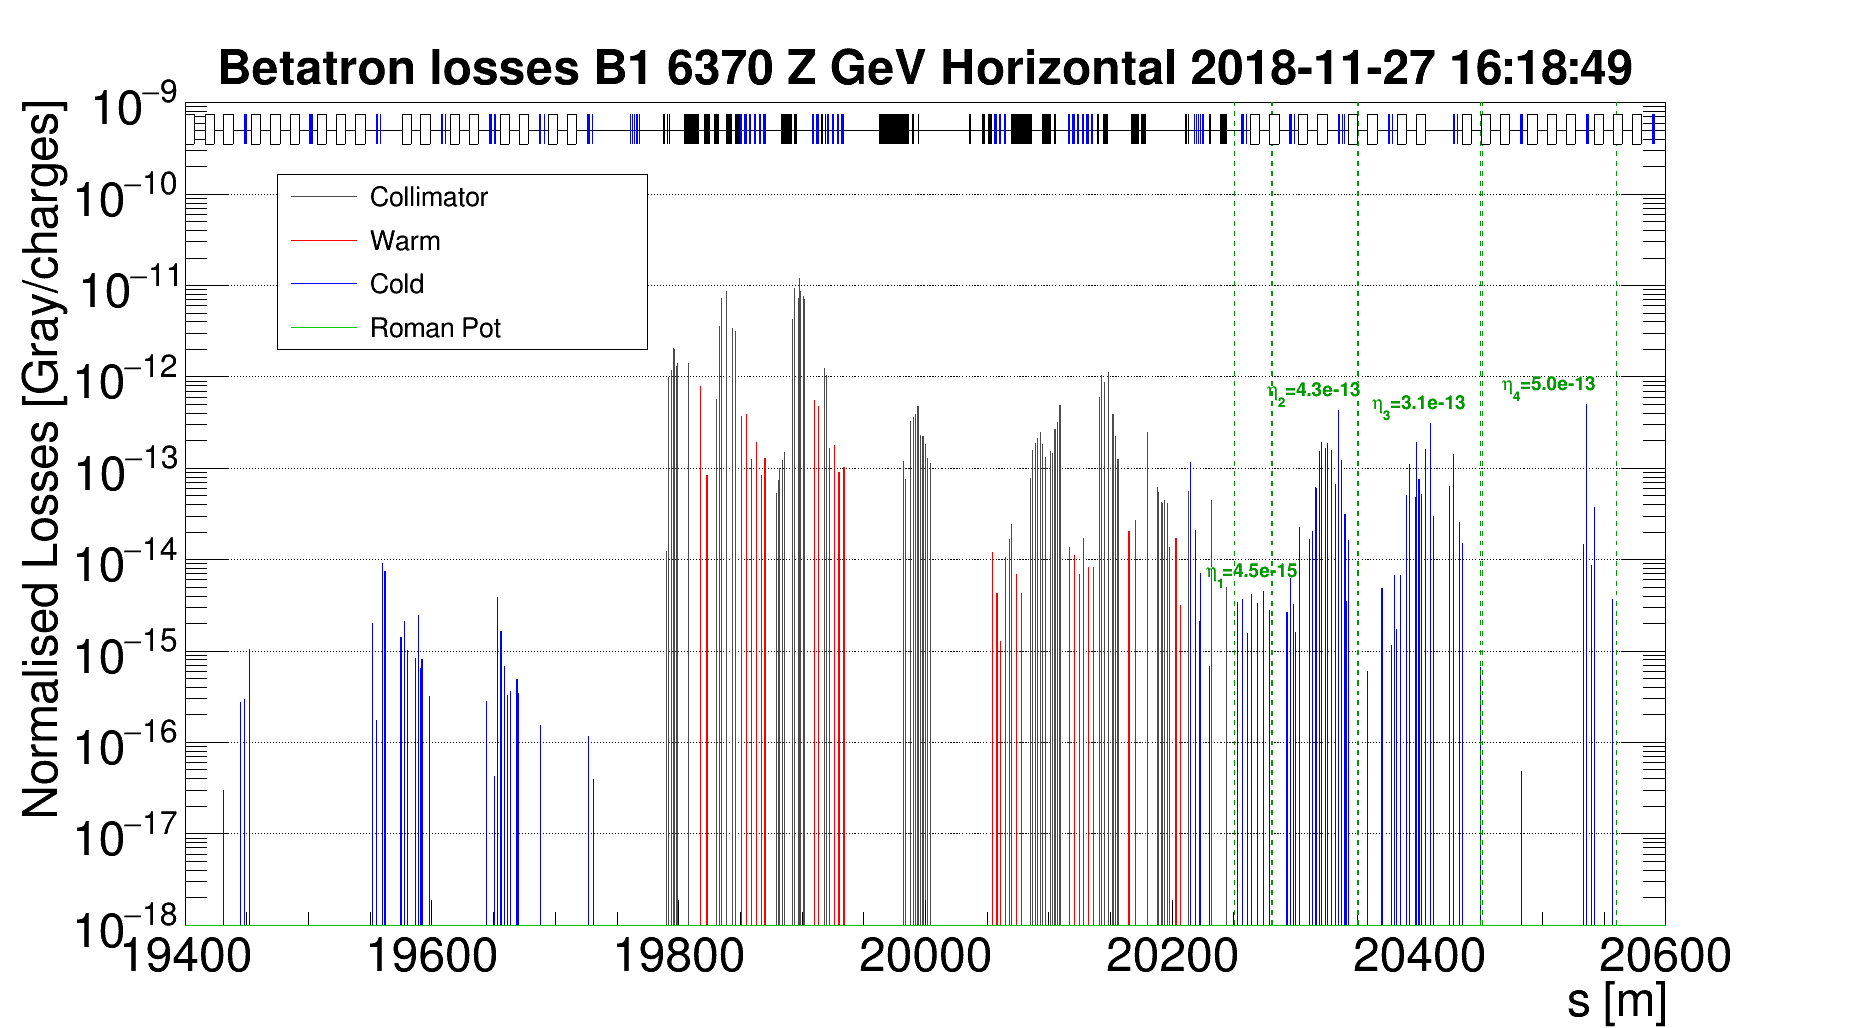 Betatron losses B1 6370 Z GeV Horizontal 2018-11-27 16:18:49
Normalised Losses [Gray/charges]
10−9
10−10
10−11
10−12
10−13
10−14
10−15
10−16
10−17
10−18
Collimator
Warm
Cold
Roman Pot
η1=4.5e-15
η2=4.3e-13
η3=3.1e-13
η4=5.0e-13
19400 19600 19800 20000 20200 20400 20600
s [m]